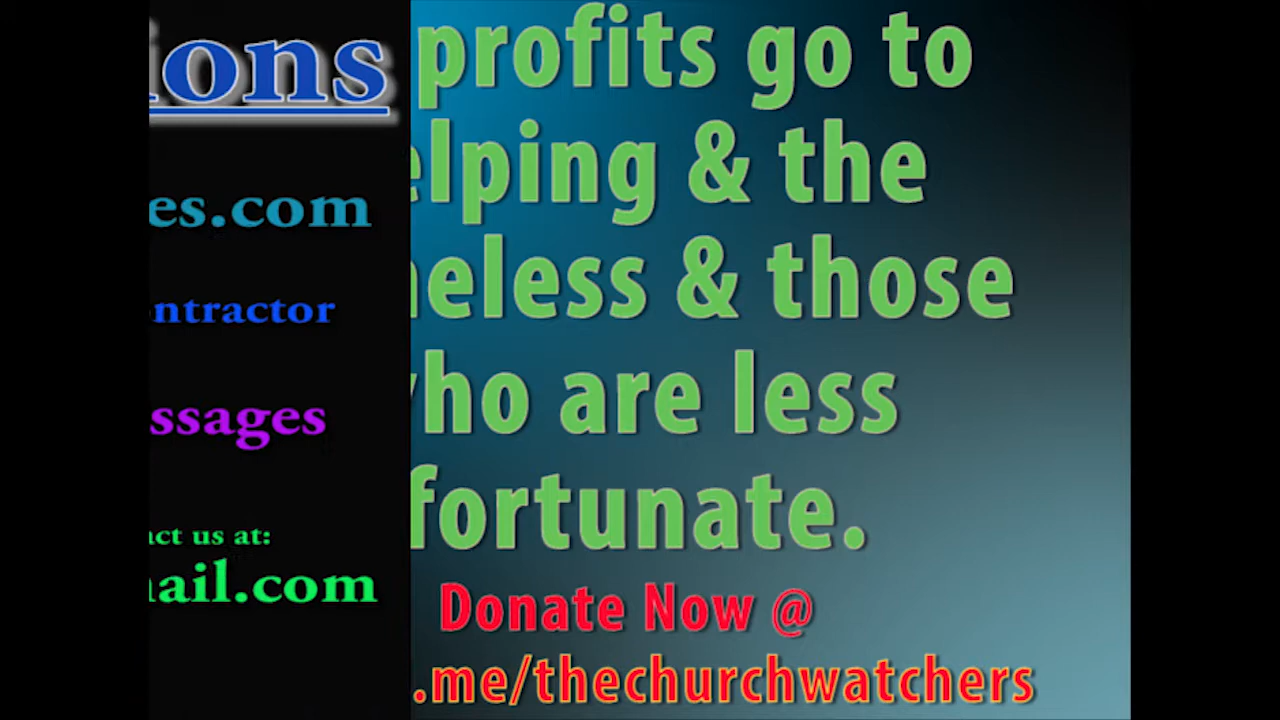 ions
es.com
ntractor
ssages
act us at:
ail.com
profits go to
elping & the
eless & those
who are less
fortunate.
Donate Now @
.me/thechurchwatchers